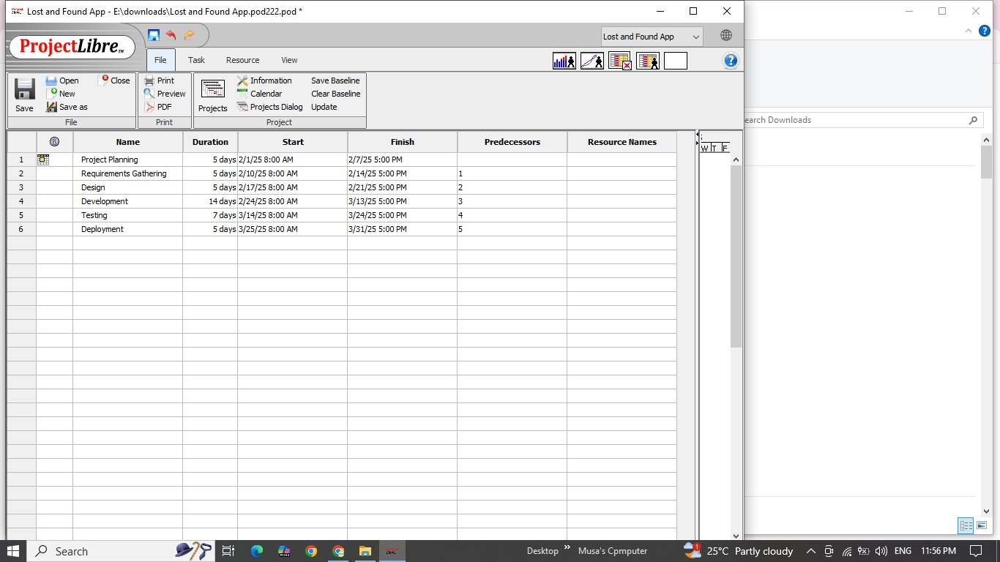 Lost and Found App - E:\downloads\Lost and Found App.pod222.pod *
ProjectLibre™
Lost and Found App
File Task Resource View
Open Close
New
Save as
Save
File
Print
Preview
PDF
Print
Projects
Information Save Baseline
Calendar Clear Baseline
Projects Dialog Update
Project
earch Downloads
Name Duration Start Finish Predecessors Resource Names
W T F
1 Project Planning 5 days 2/1/25 8:00 AM 2/7/25 5:00 PM
2 Requirements Gathering 5 days 2/10/25 8:00 AM 2/14/25 5:00 PM 1
3 Design 5 days 2/17/25 8:00 AM 2/21/25 5:00 PM 2
4 Development 14 days 2/24/25 8:00 AM 3/13/25 5:00 PM 3
5 Testing 7 days 3/14/25 8:00 AM 3/24/25 5:00 PM 4
6 Deployment 5 days 3/25/25 8:00 AM 3/31/25 5:00 PM 5
Search Desktop Musa's Cpmputer 1 25°C Partly cloudy ENG 11:56 PM